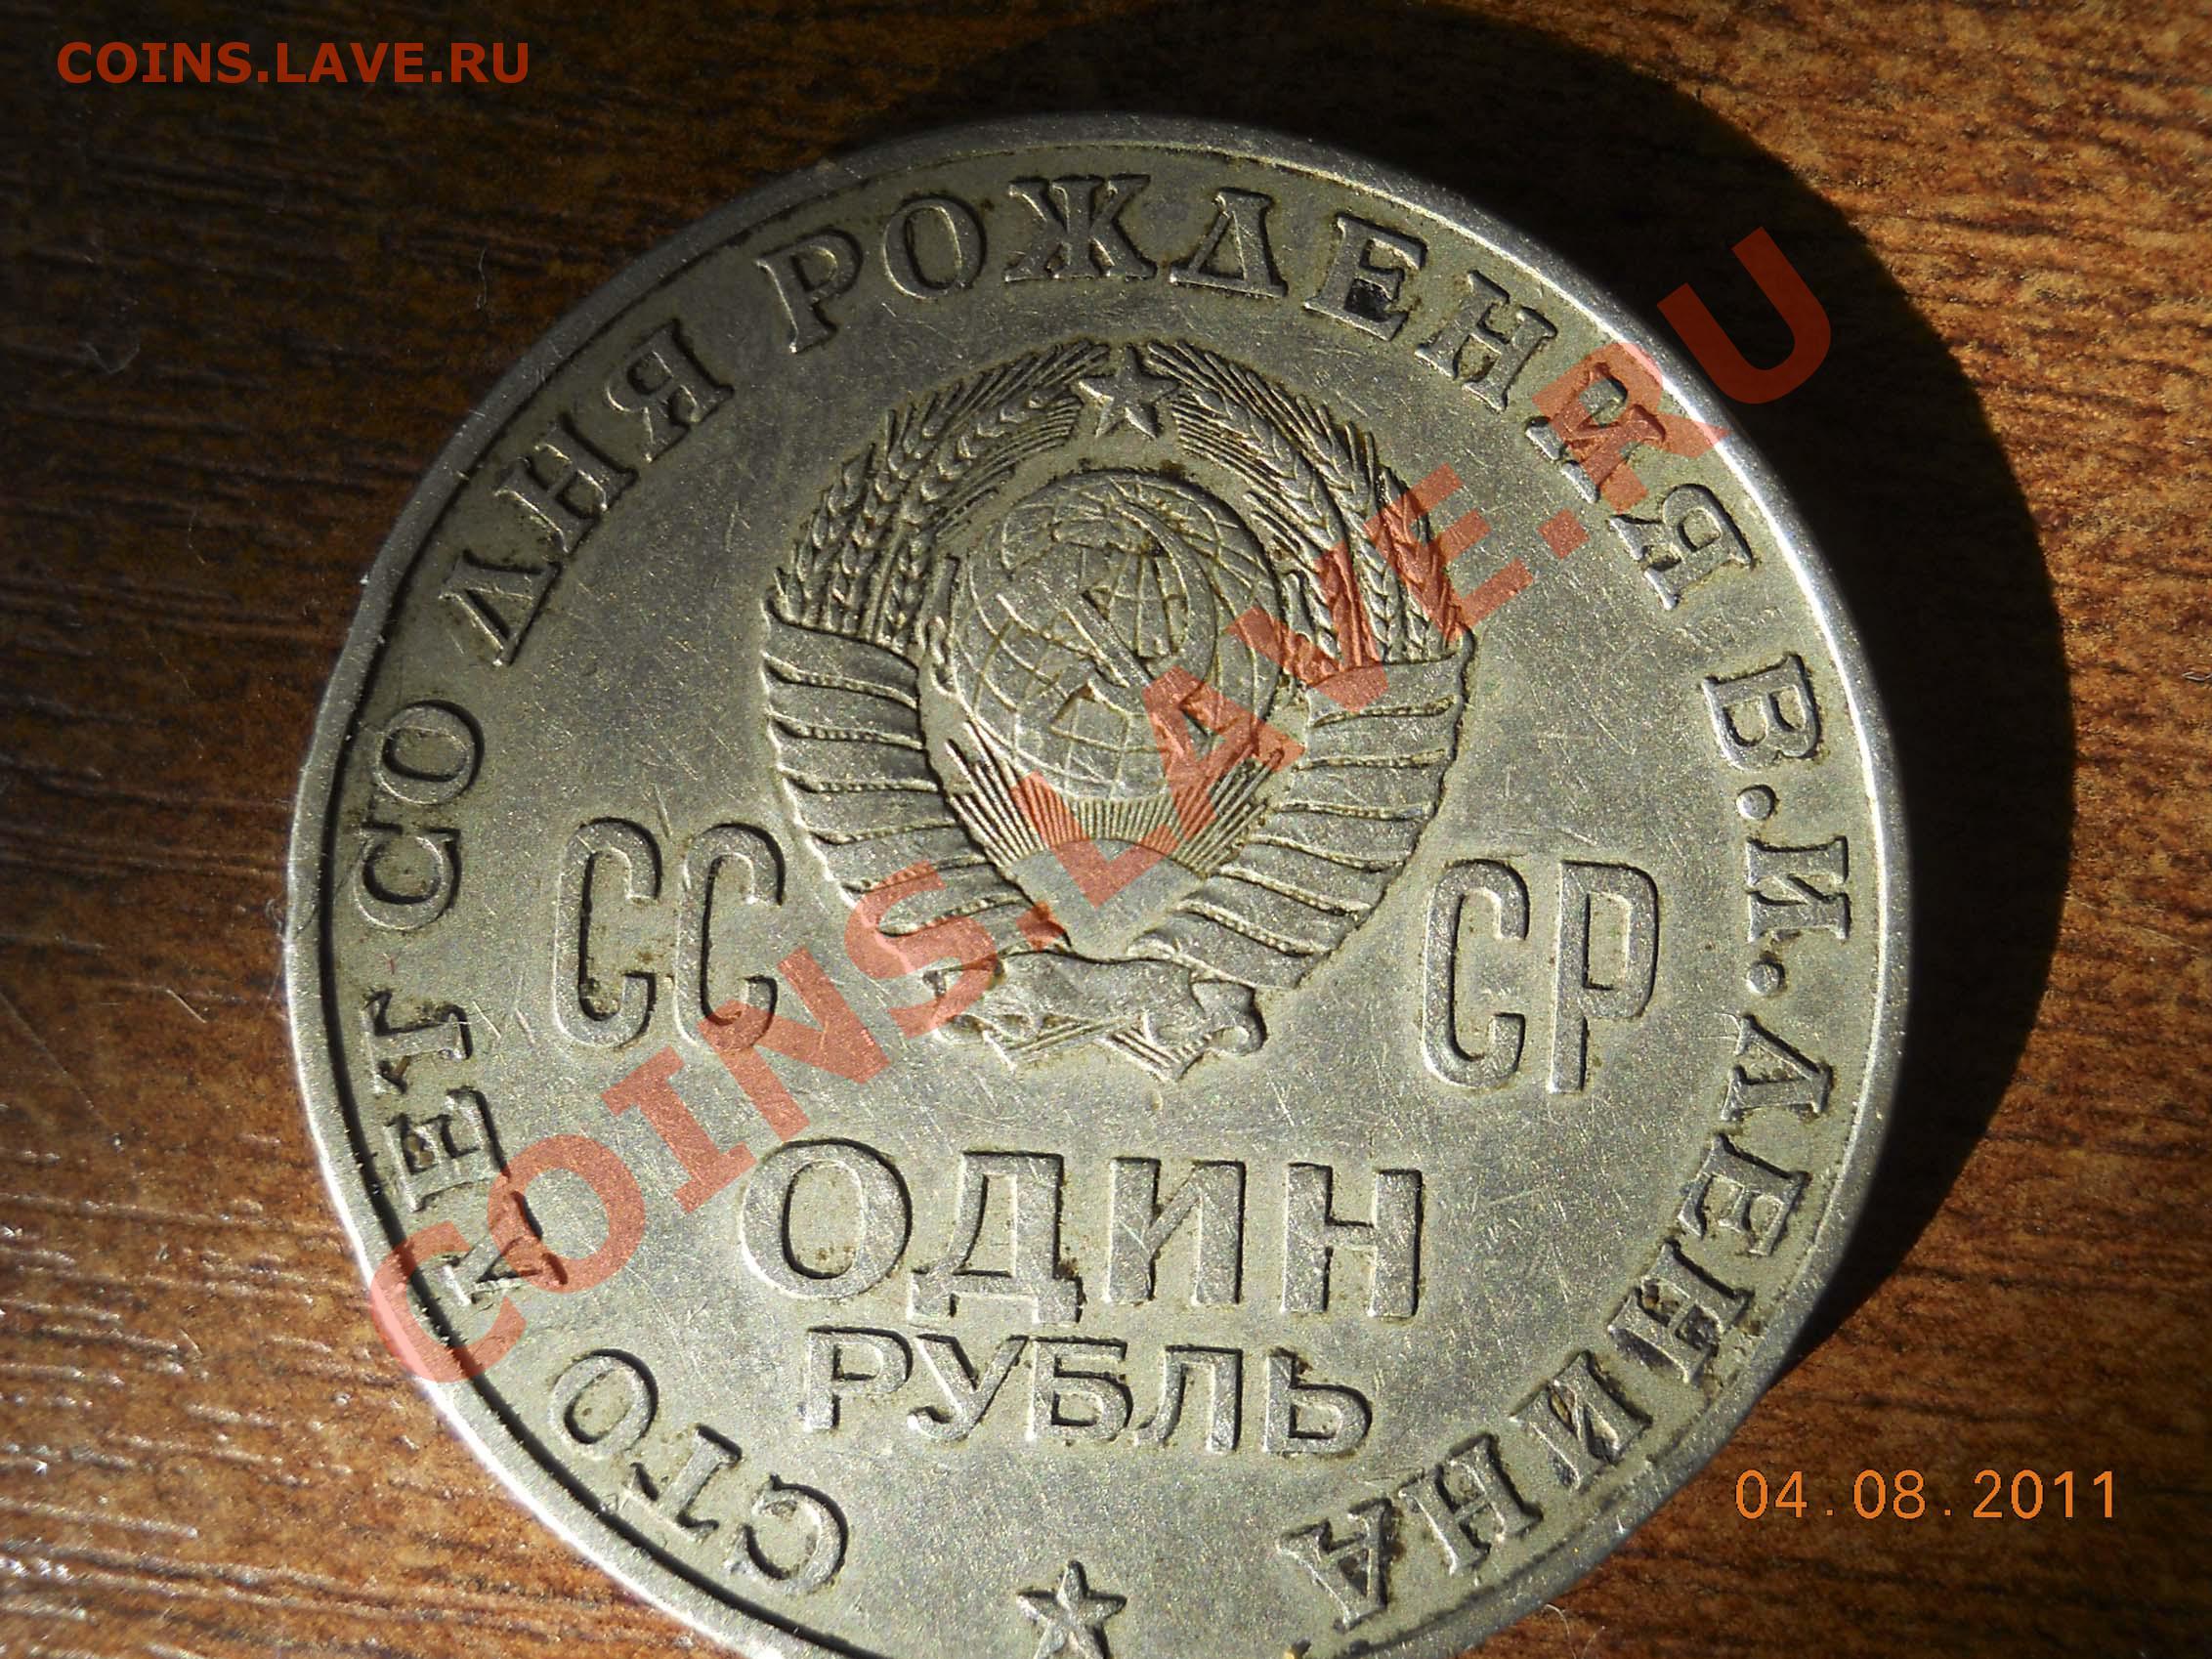 COINS.LAVE.RU
СТО ЛЕТ СО ДНЯ РОЖДЕНИЯ В.И.ЛЕНИНА
СС СР
ОДИН
РУБЛЬ
COINS.LAVE.RU
04.08.2011